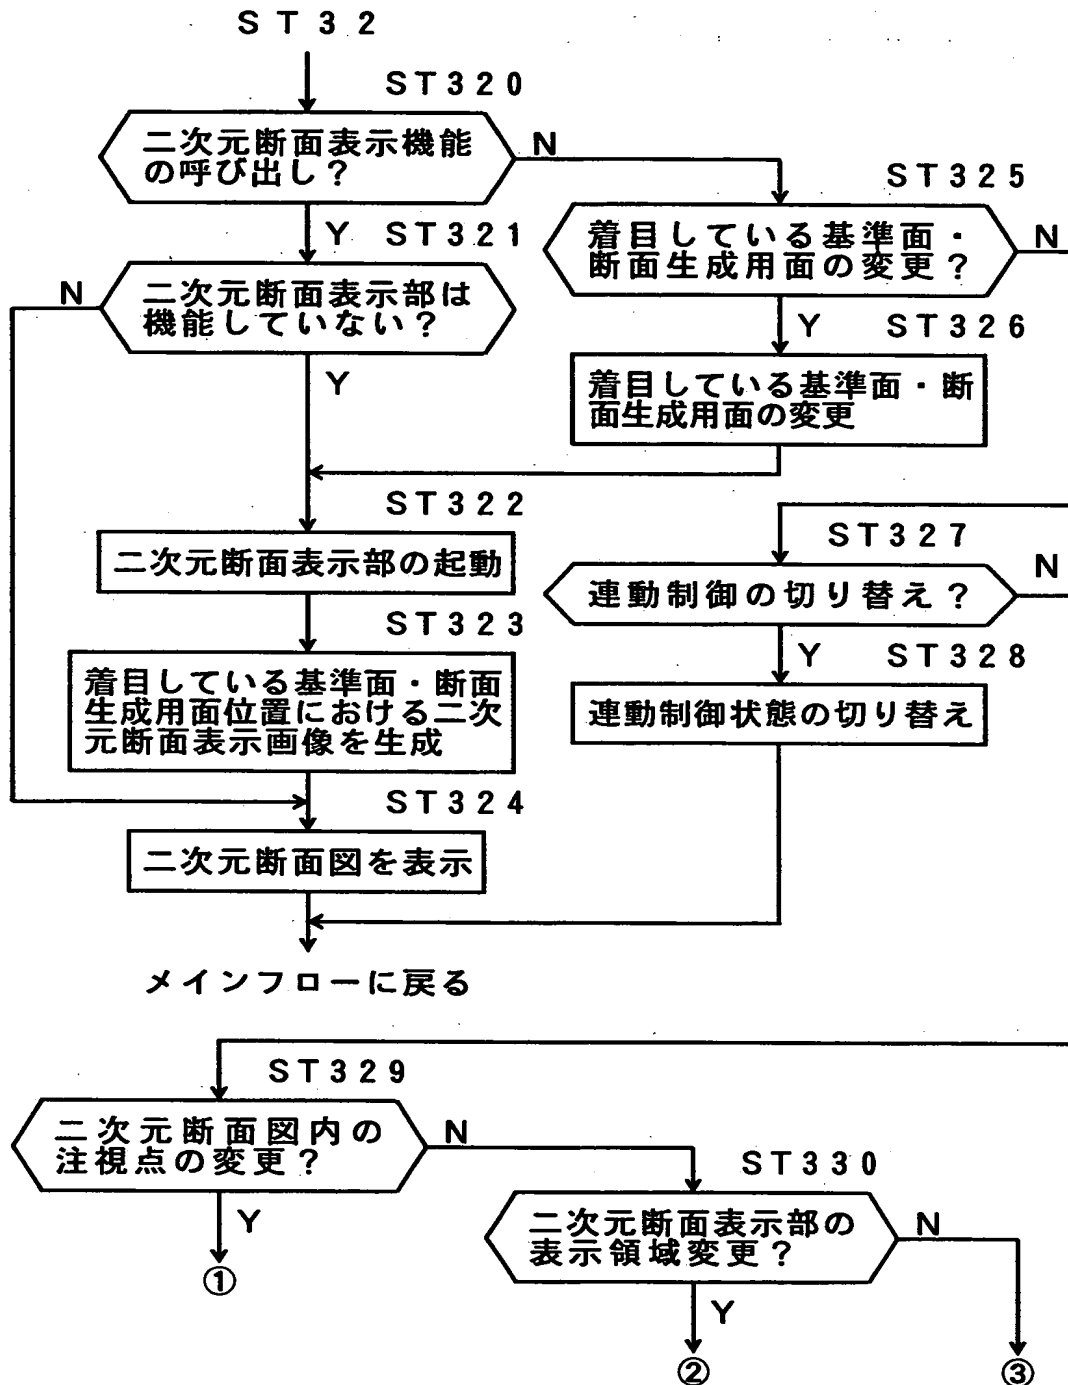 ST32
ST320
二次元断面表示機能
の呼び出し?
N
Y
ST321
二次元断面表示部は
機能していない?
N
Y
ST325
着目している基準面・
断面生成用面の変更?
N
Y
ST326
着目している基準面・断
面生成用面の変更
ST322
二次元断面表示部の起動
ST323
着目している基準面・断面
生成用面位置における二次
元断面表示画像を生成
ST324
二次元断面図を表示
ST327
連動制御の切り替え?
N
Y
ST328
連動制御状態の切り替え
メインフローに戻る
ST329
二次元断面図内の
注視点の変更?
N
Y
①
ST330
二次元断面表示部の
表示領域変更?
N
Y
②
③